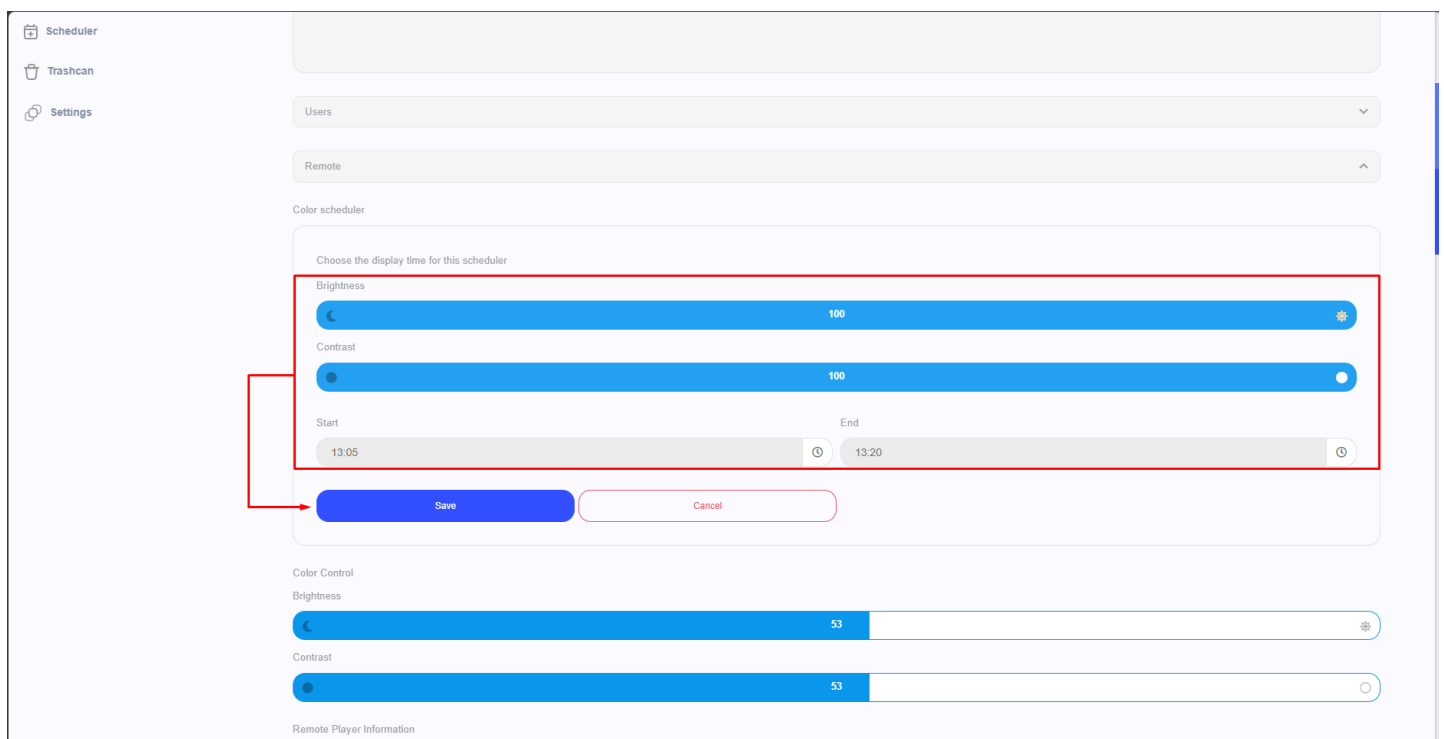 Scheduler
Trashcan
Settings
Users
Remote
Color scheduler
Choose the display time for this scheduler
Brightness
100
Contrast
100
Start End
13:05 13:20
Save Cancel
Color Control
Brightness
53
Contrast
53
Remote Player Information